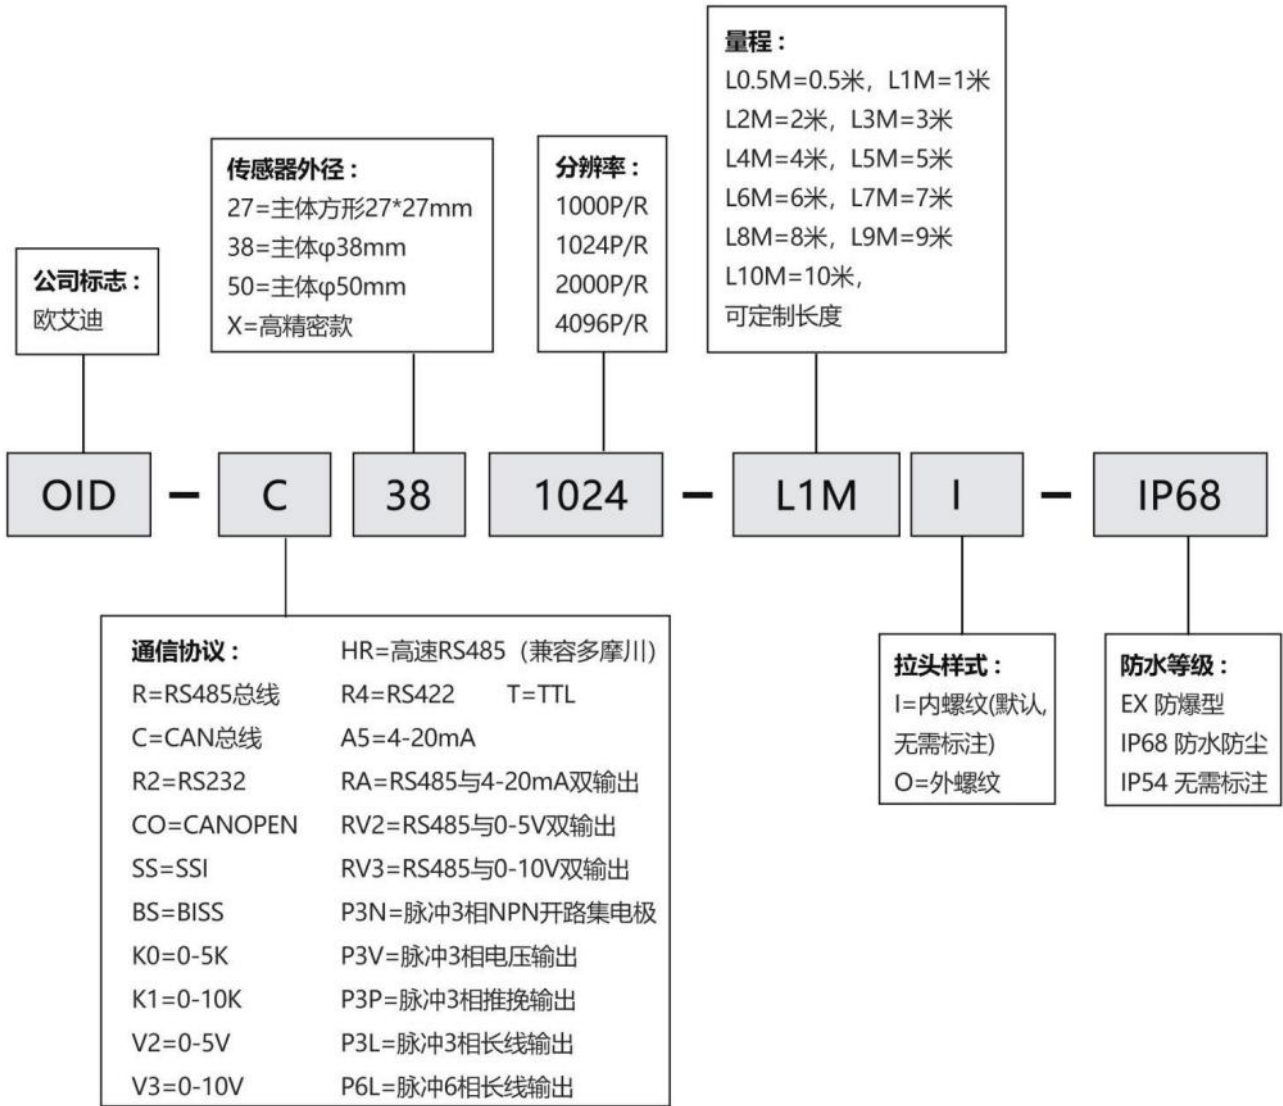 量程：
L0.5M=0.5米，L1M=1米
L2M=2米，L3M=3米
L4M=4米，L5M=5米
L6M=6米，L7M=7米
L8M=8米，L9M=9米
L10M=10米，
可定制长度
传感器外径：
27=主体方形27*27mm
38=主体φ38mm
50=主体φ50mm
X=高精密款
分辨率：
1000P/R
1024P/R
2000P/R
4096P/R
公司标志：
欧艾迪
OID - C 38 1024 - L1M I - IP68
通信协议：
R=RS485总线
C=CAN总线
R2=RS232
CO=CANOPEN
SS=SSI
BS=BISS
K0=0-5K
K1=0-10K
V2=0-5V
V3=0-10V
HR=高速RS485（兼容多摩川）
R4=RS422 T=TTL
A5=4-20mA
RA=RS485与4-20mA双输出
RV2=RS485与0-5V双输出
RV3=RS485与0-10V双输出
P3N=脉冲3相NPN开路集电极
P3V=脉冲3相电压输出
P3P=脉冲3相推挽输出
P3L=脉冲3相长线输出
P6L=脉冲6相长线输出
拉头样式：
I=内螺纹(默认,
无需标注)
O=外螺纹
防水等级：
EX 防爆型
IP68 防水防尘
IP54 无需标注